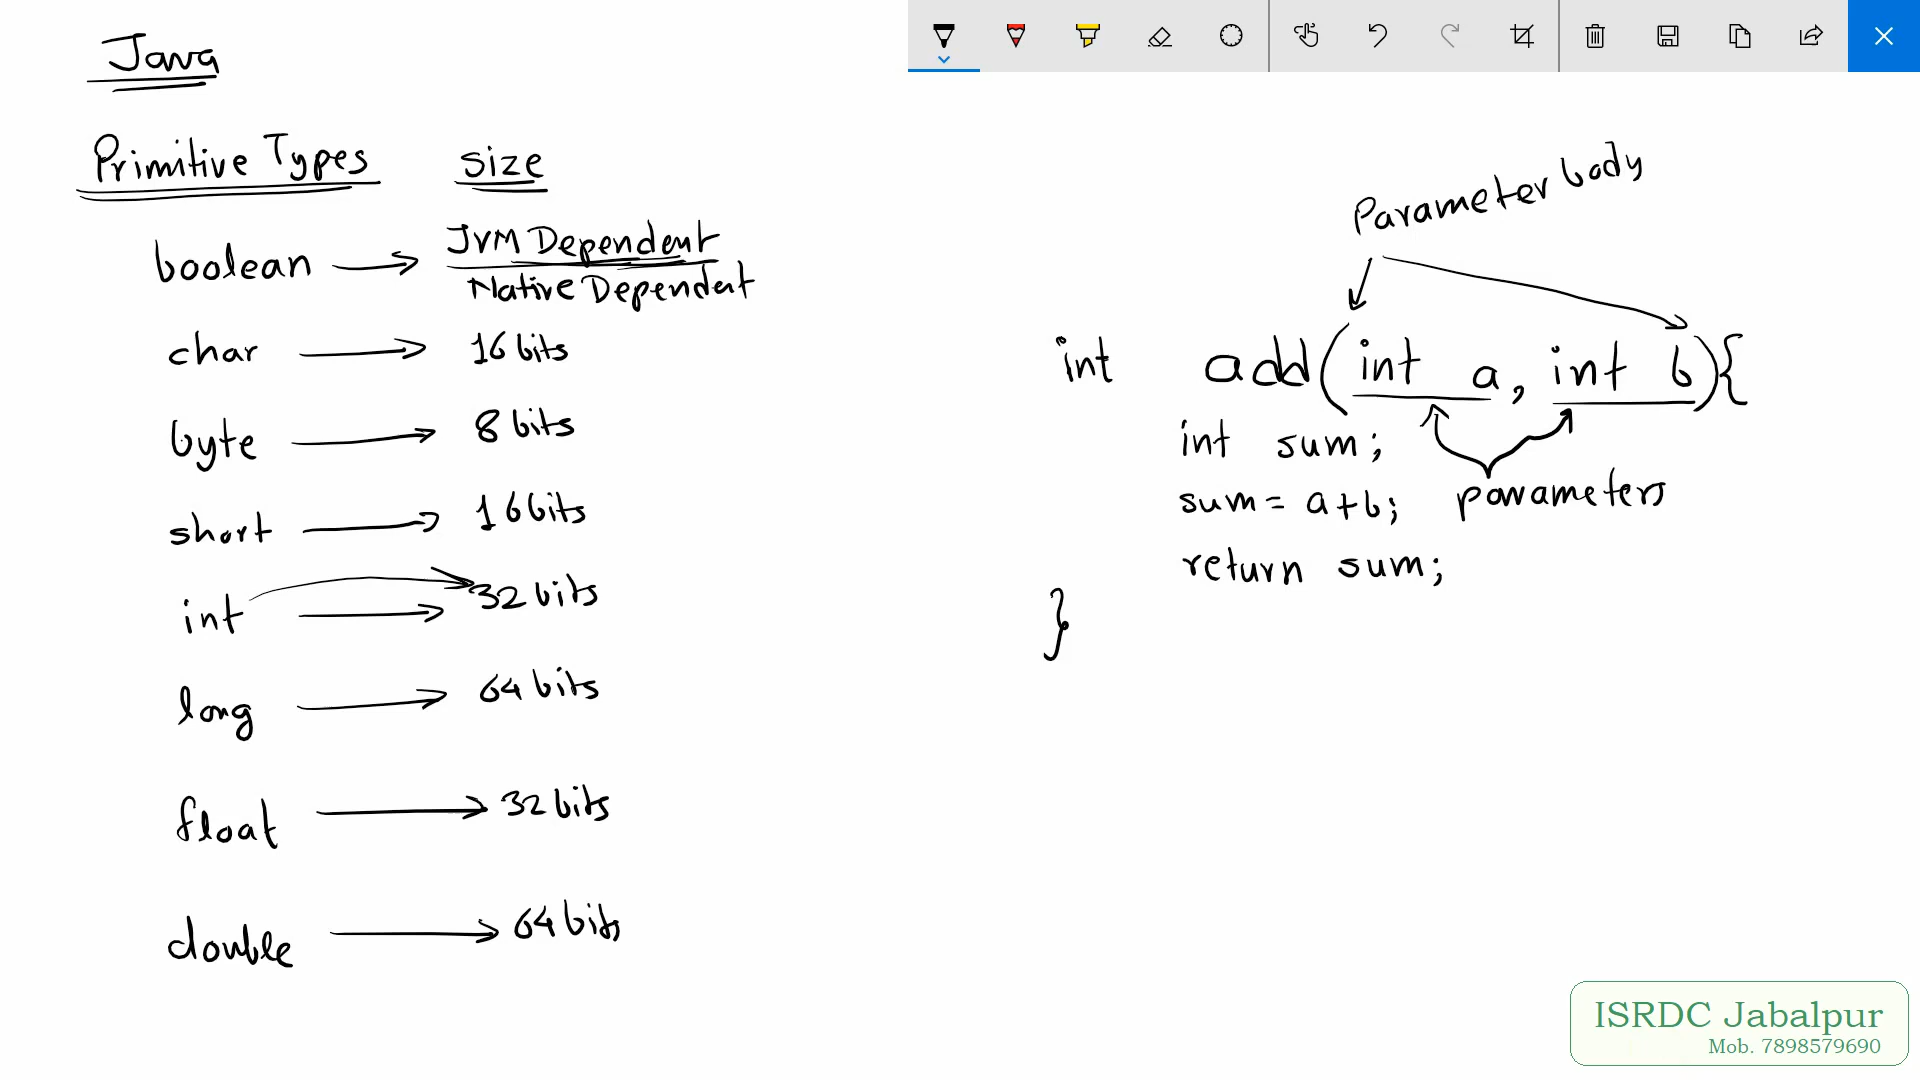 Java
Primitive Types size
boolean JVM Dependent
Native Dependent
char 16 bits
byte 8 bits
short 16 bits
int 32 bits
long 64 bits
float 32 bits
double 64 bits
Parameter body
int add(int a, int b){
int sum;
sum = a+b;
parameters
return sum;
}
ISRDC Jabalpur
Mob. 7898579690